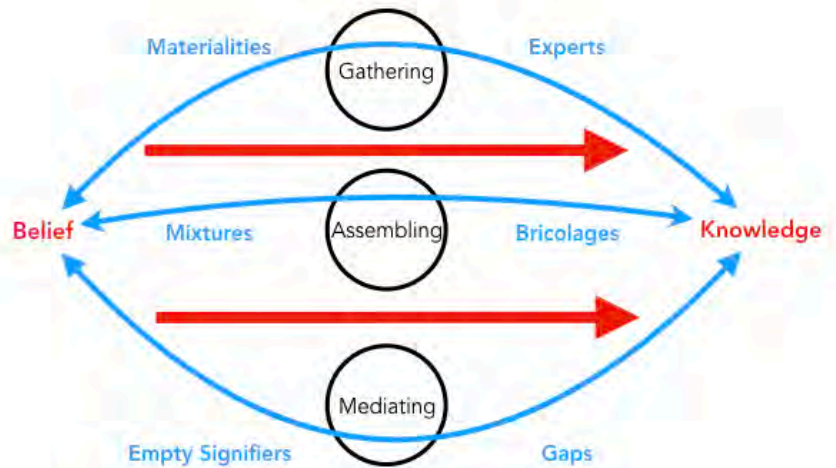 Materialities Experts
Gathering
Belief Mixtures Assembling Bricolages Knowledge
Mediating
Empty Signifiers Gaps